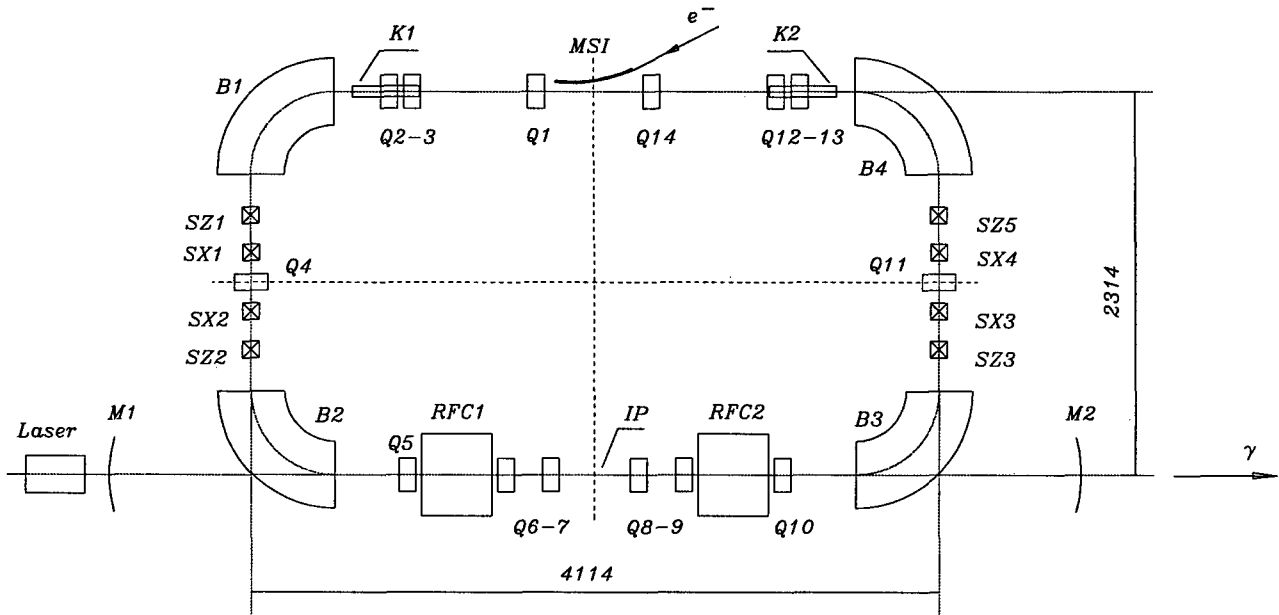 e⁻
K1
MSI
K2
B1
Q2-3
Q1
Q14
Q12-13
B4
SZ1
SZ5
SX1
SX4
Q4
Q11
2314
SX2
SX3
SZ2
SZ3
M1
B2
RFC1
IP
RFC2
B3
M2
Laser
Q5
γ
Q6-7
Q8-9
Q10
4114